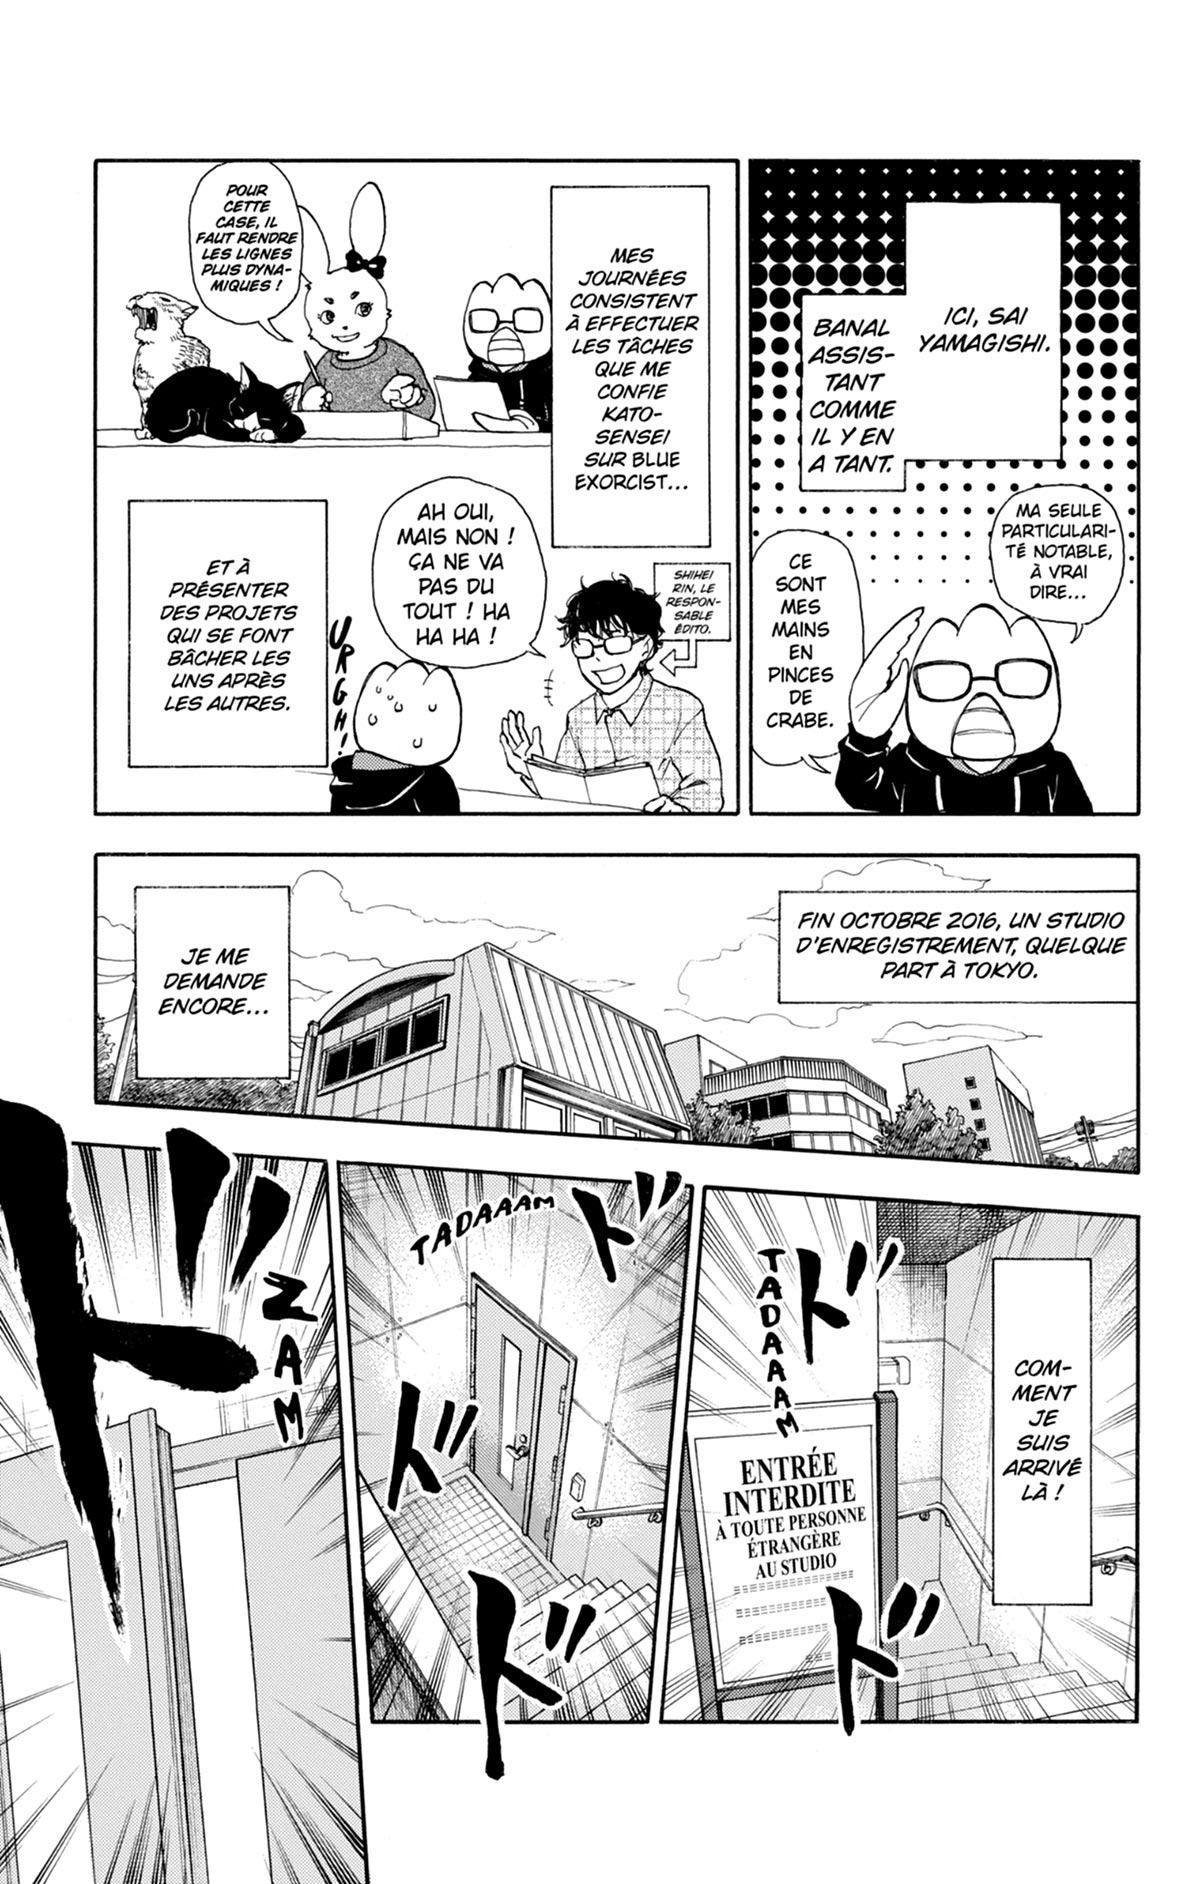 ICI, SAI
YAMAGISHI.
BANAL
ASSIS-
TANT
COMME
IL Y EN
A TANT.
MA SEULE
PARTICULARI-
TÉ NOTABLE,
À VRAI
DIRE...
CE
SONT
MES
MAINS
EN
PINCES
DE
CRABE.
MES
JOURNÉES
CONSISTENT
À EFFECTUER
LES TÂCHES
QUE ME
CONFIE
KATO-
SENSEI
SUR BLUE
EXORCIST...
POUR
CETTE
CASE, IL
FAUT RENDRE
LES LIGNES
PLUS DYNA-
MIQUES !
SHIHEI
RIN, LE
RESPON-
SABLE
ÉDITO.
AH OUI,
MAIS NON !
ÇA NE VA
PAS DU
TOUT ! HA
HA HA !
URGH !
ET À
PRÉSENTER
DES PROJETS
QUI SE FONT
BÂCHER LES
UNS APRÈS
LES AUTRES.
FIN OCTOBRE 2016, UN STUDIO
D'ENREGISTREMENT, QUELQUE
PART À TOKYO.
JE ME
DEMANDE
ENCORE...
COM-
MENT
JE
SUIS
ARRIVÉ
LÀ !
ド
TADAAAM
ENTRÉE
INTERDITE
À TOUTE PERSONNE
ÉTRANGÈRE
AU STUDIO
ド
ド
TADAAAM
ド
ド
ド
ZAM